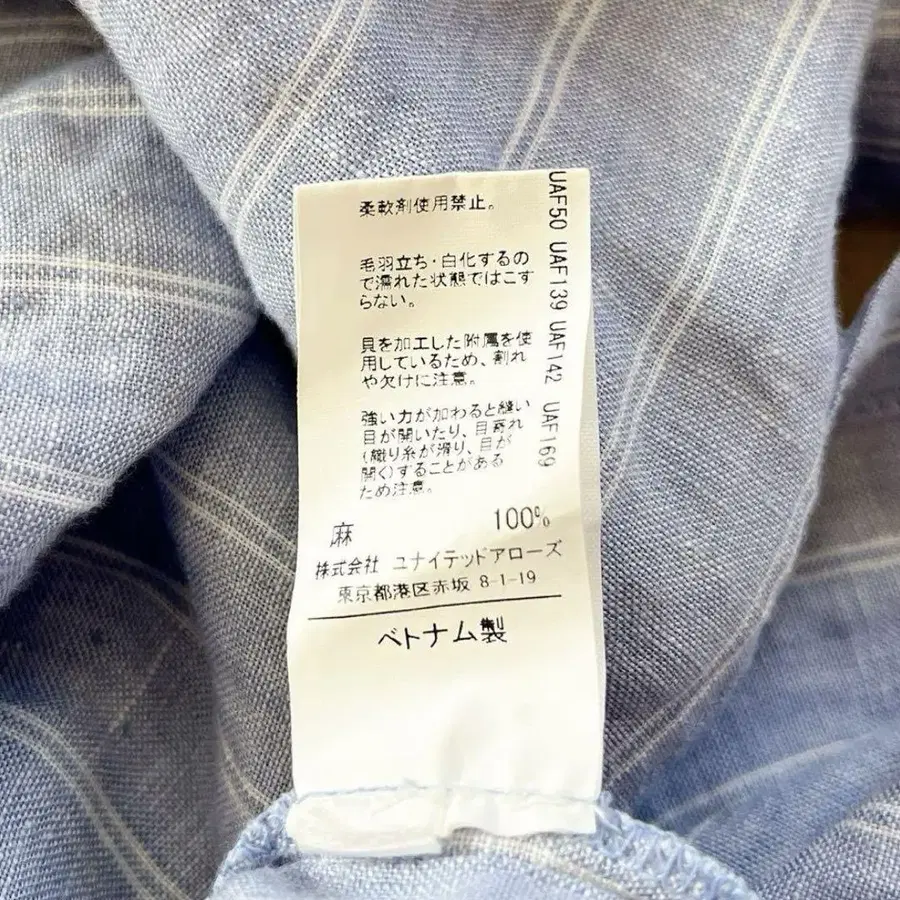 柔軟剤使用禁止。
毛羽立ち・白化するの
で濡れた状態ではこす
らない。
貝を加工した附属を使
用しているため、割れ
や欠けに注意。
強い力が加わると縫い
目が開いたり、目寄れ
(織り糸が滑り、目が
開く)することがある
ため注意。
麻 100%
株式会社 ユナイテッドアローズ
東京都港区赤坂 8-1-19
ベトナム製
UAF50 UAF139 UAF142 UAF169